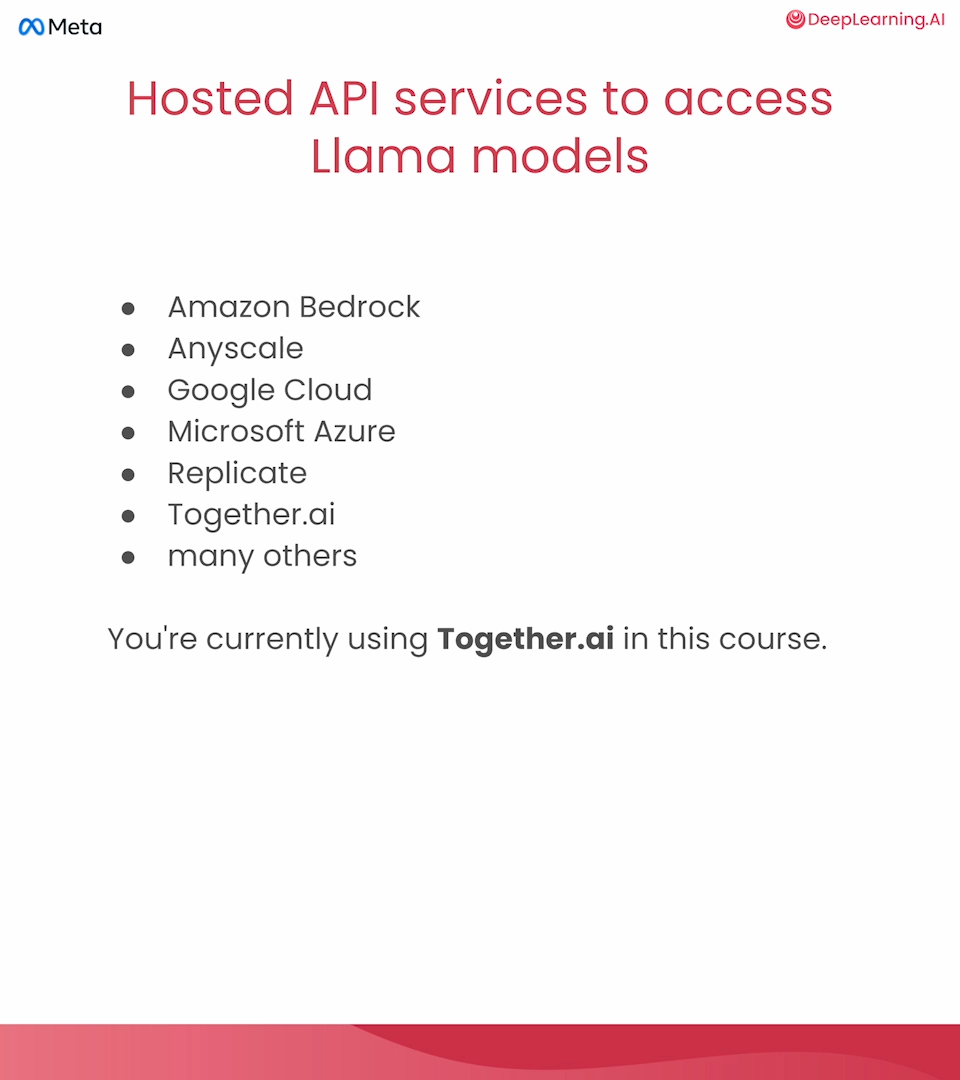 Meta
DeepLearning.AI
Hosted API services to access
Llama models
● Amazon Bedrock
● Anyscale
● Google Cloud
● Microsoft Azure
● Replicate
● Together.ai
● many others
You're currently using Together.ai in this course.